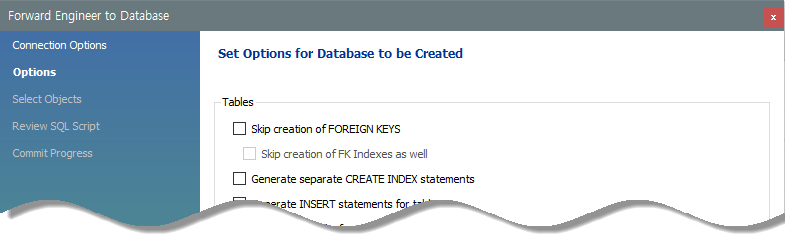 Forward Engineer to Database
x
Connection Options
Options
Select Objects
Review SQL Script
Commit Progress
Set Options for Database to be Created
Tables
Skip creation of FOREIGN KEYS
Skip creation of FK Indexes as well
Generate separate CREATE INDEX statements
Generate INSERT statements for